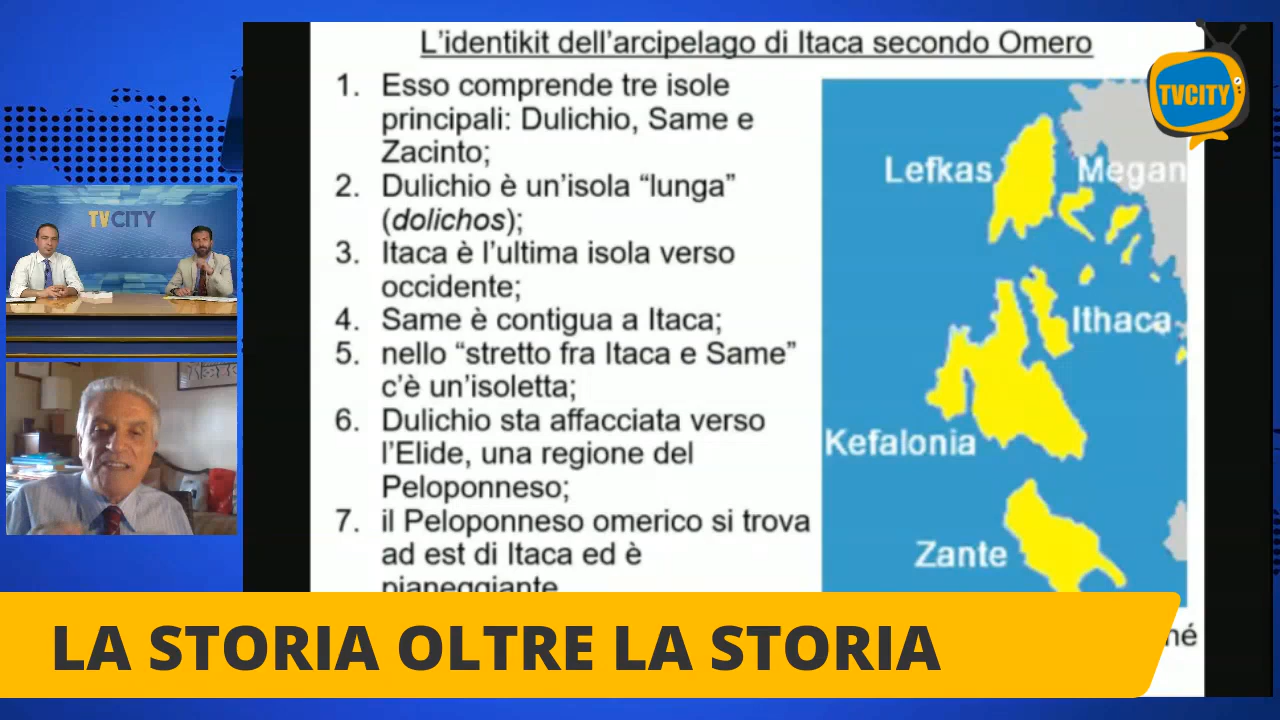 L'identikit dell'arcipelago di Itaca secondo Omero
1. Esso comprende tre isole
principali: Dulichio, Same e
Zacinto;
2. Dulichio è un'isola "lunga"
(dolichos);
3. Itaca è l'ultima isola verso
occidente;
4. Same è contigua a Itaca;
5. nello "stretto fra Itaca e Same"
c'è un'isoletta;
6. Dulichio sta affacciata verso
l'Elide, una regione del
Peloponneso;
7. il Peloponneso omerico si trova
ad est di Itaca ed è
pianeggiante
Lefkas
Megan
Ithaca
Kefalonia
Zante
TVCITY
TVCITY
LA STORIA OLTRE LA STORIA